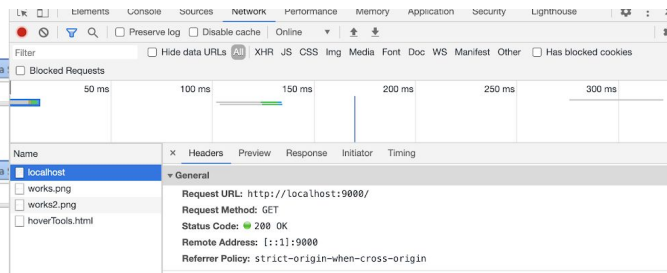 Elements Console Sources Network Performance Memory Application Security Lighthouse
Preserve log Disable cache Online
Filter Hide data URLs All XHR JS CSS Img Media Font Doc WS Manifest Other Has blocked cookies
Blocked Requests
50 ms 100 ms 150 ms 200 ms 250 ms 300 ms
Name × Headers Preview Response Initiator Timing
localhost
General
works.png
Request URL: http://localhost:9000/
works2.png
Request Method: GET
hoverTools.html
Status Code: 200 OK
Remote Address: [::1]:9000
Referrer Policy: strict-origin-when-cross-origin